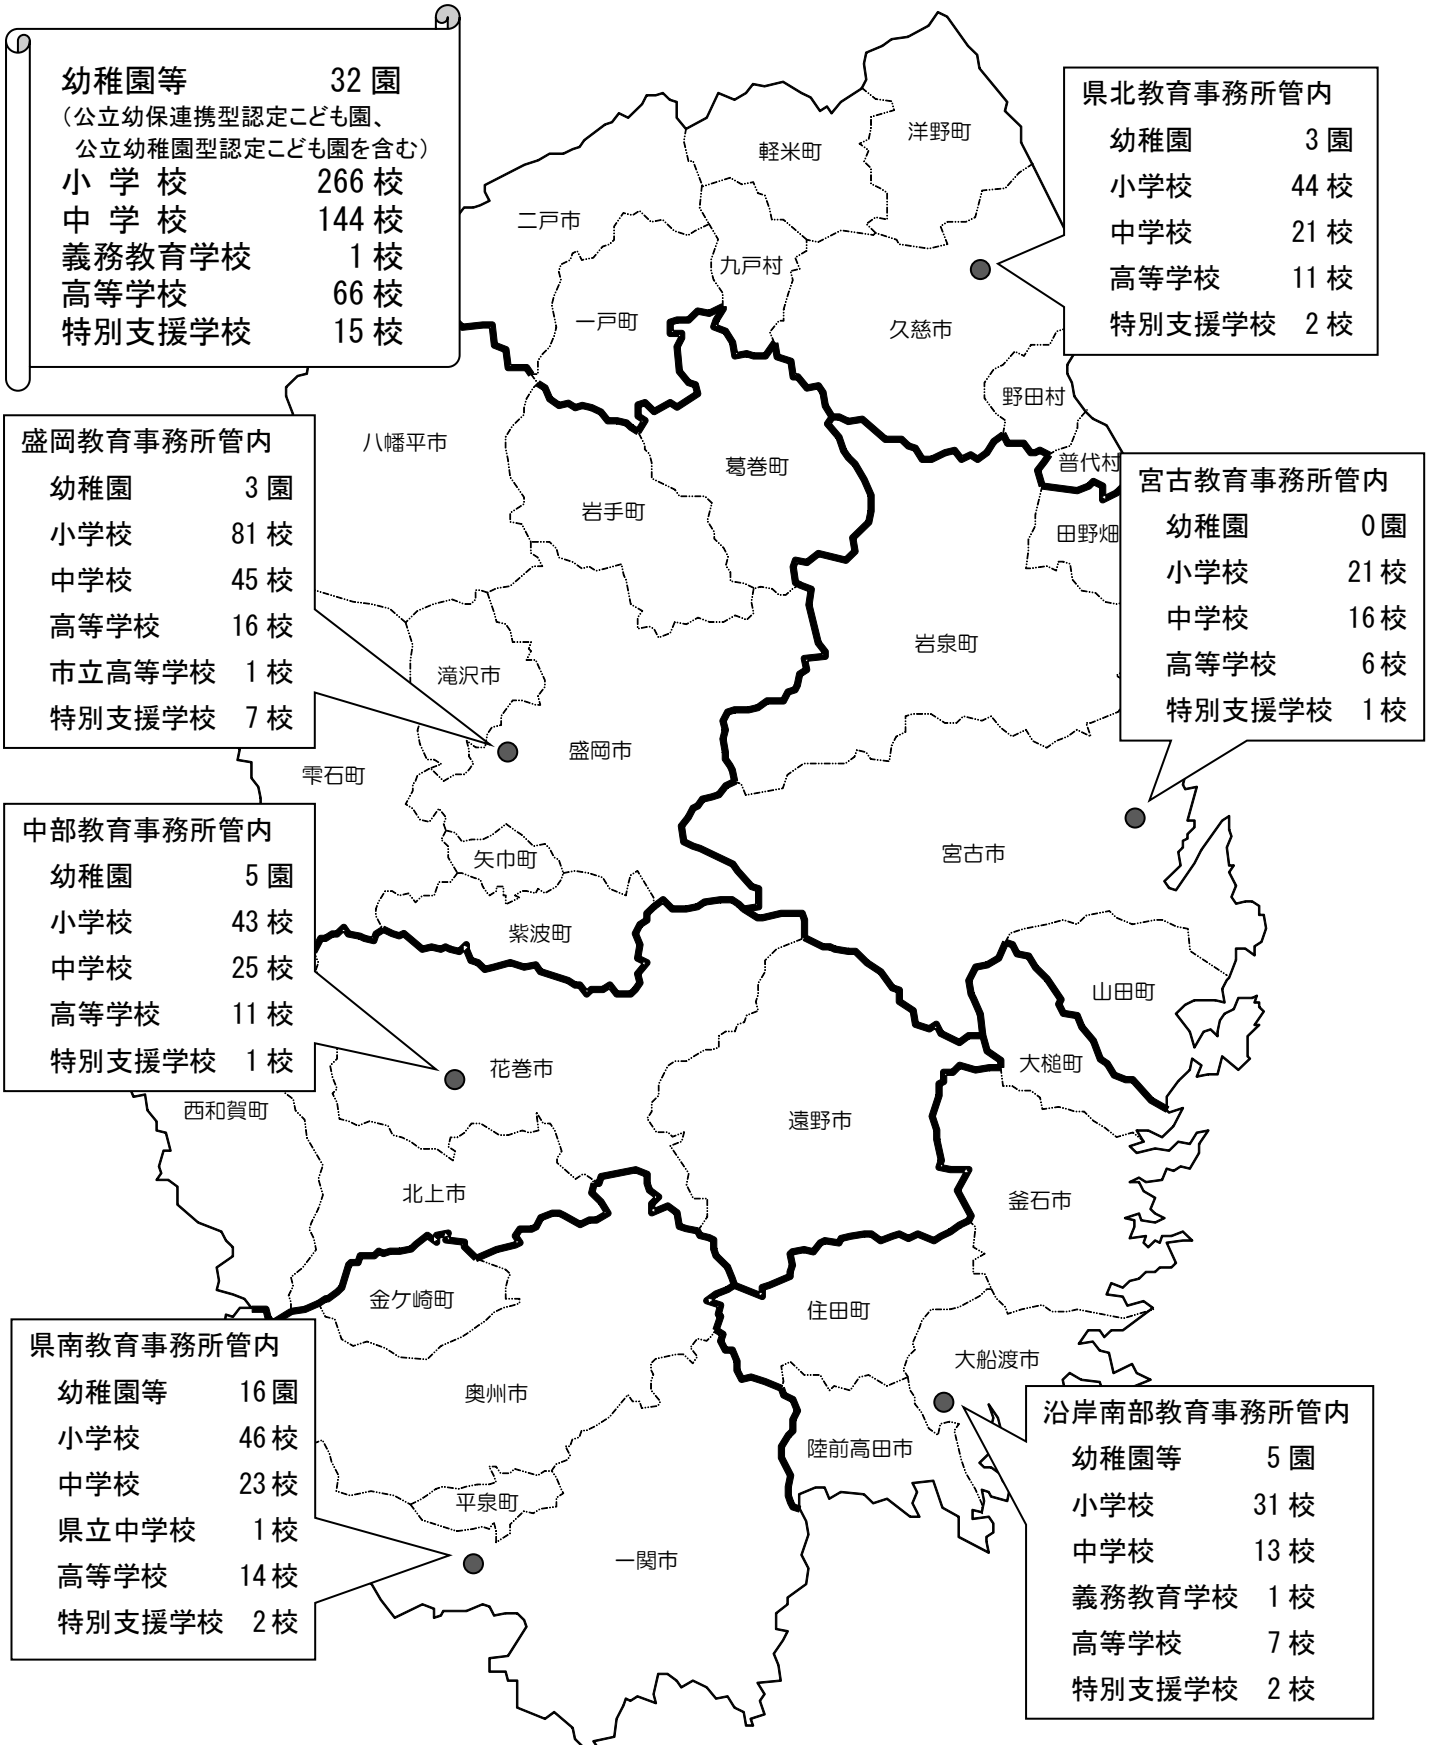 幼稚園等 32 園
（公立幼保連携型認定こども園、
公立幼稚園型認定こども園を含む）
小 学 校 266 校
中 学 校 144 校
義務教育学校 1 校
高等学校 66 校
特別支援学校 15 校
県北教育事務所管内
幼稚園 3 園
小学校 44 校
中学校 21 校
高等学校 11 校
特別支援学校 2 校
洋野町
軽米町
二戸市
九戸村
一戸町
久慈市
野田村
普代村
八幡平市
葛巻町
岩手町
田野畑
盛岡教育事務所管内
幼稚園 3 園
小学校 81 校
中学校 45 校
高等学校 16 校
市立高等学校 1 校
特別支援学校 7 校
宮古教育事務所管内
幼稚園 0 園
小学校 21 校
中学校 16 校
高等学校 6 校
特別支援学校 1 校
岩泉町
滝沢市
盛岡市
雫石町
宮古市
矢巾町
紫波町
山田町
大槌町
中部教育事務所管内
幼稚園 5 園
小学校 43 校
中学校 25 校
高等学校 11 校
特別支援学校 1 校
花巻市
西和賀町
遠野市
北上市
釜石市
金ケ崎町
住田町
大船渡市
奥州市
陸前高田市
平泉町
一関市
県南教育事務所管内
幼稚園等 16 園
小学校 46 校
中学校 23 校
県立中学校 1 校
高等学校 14 校
特別支援学校 2 校
沿岸南部教育事務所管内
幼稚園等 5 園
小学校 31 校
中学校 13 校
義務教育学校 1 校
高等学校 7 校
特別支援学校 2 校